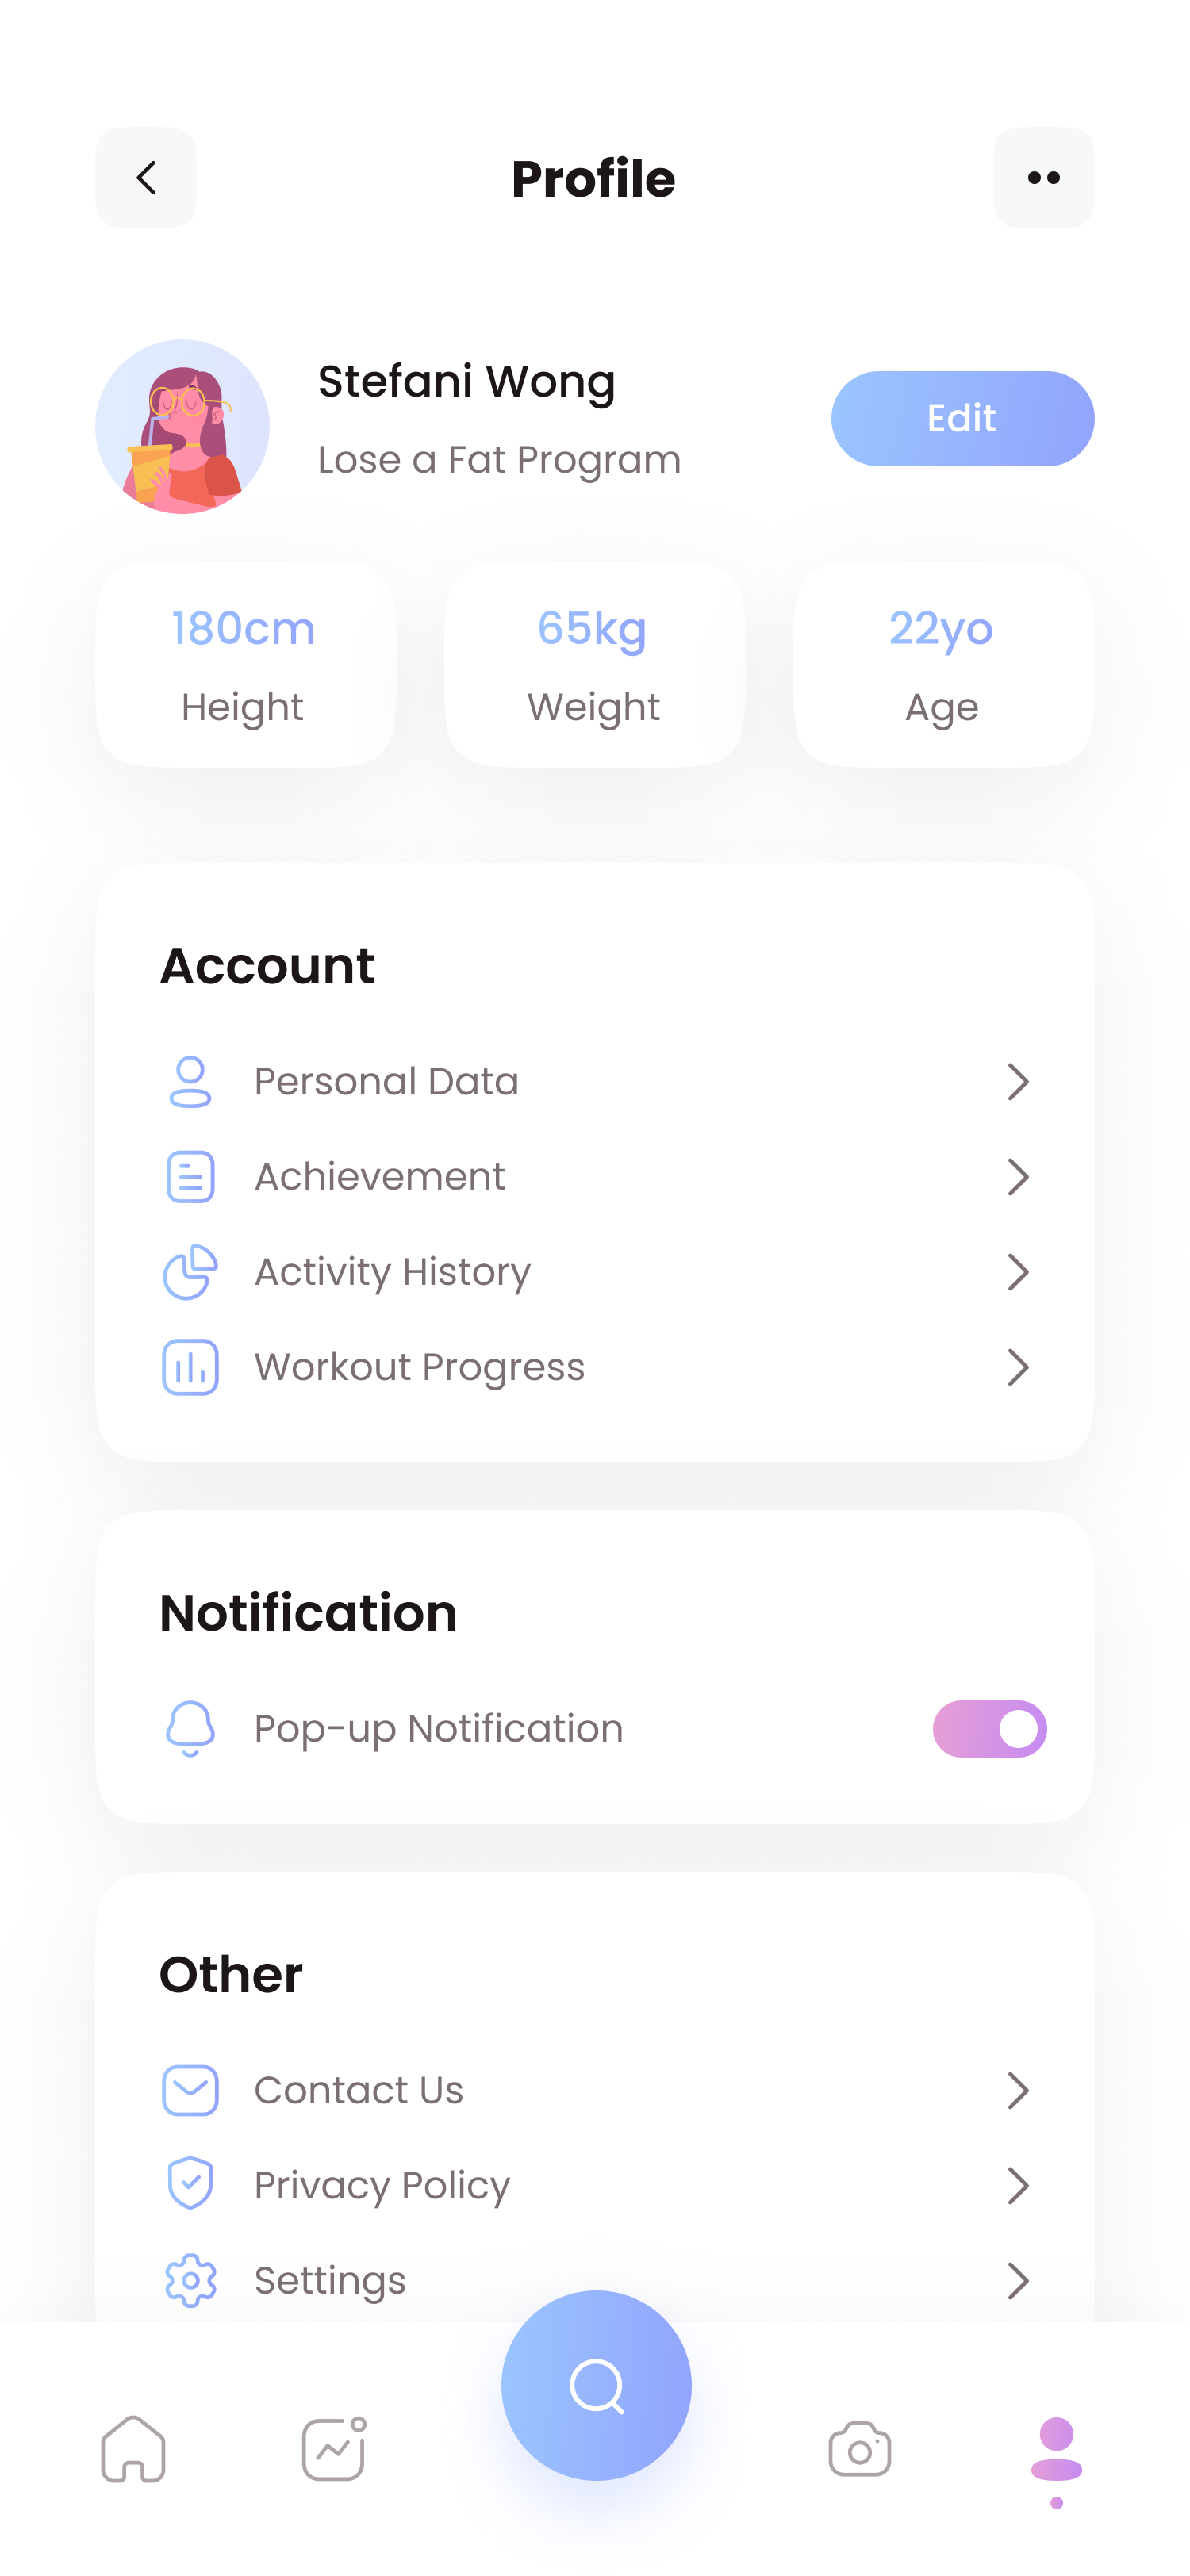 Profile
Stefani Wong
Lose a Fat Program
Edit
180cm
Height
65kg
Weight
22yo
Age
Account
Personal Data
Achievement
Activity History
Workout Progress
Notification
Pop-up Notification
Other
Contact Us
Privacy Policy
Settings